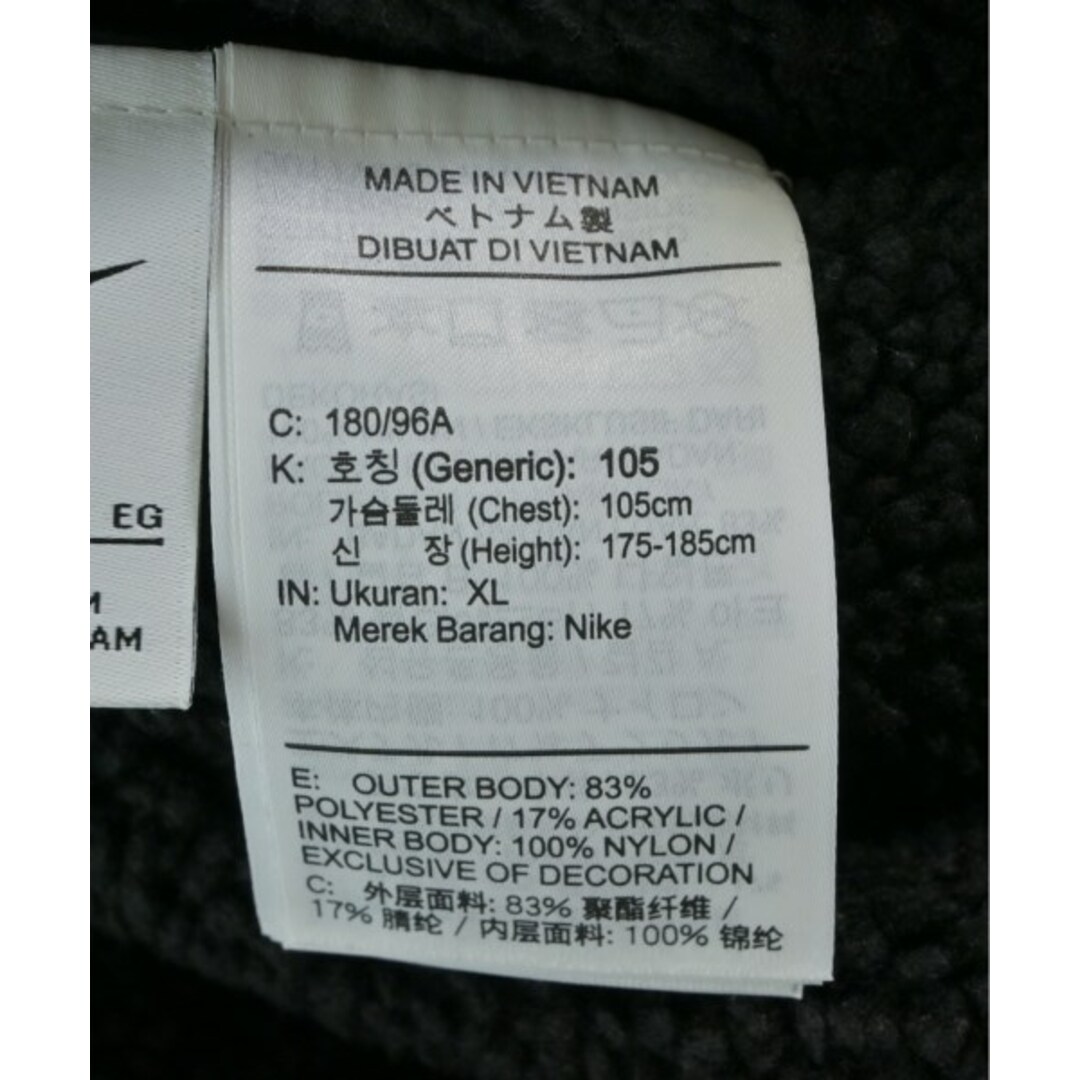 MADE IN VIETNAM
ベトナム製
DIBUAT DI VIETNAM
C: 180/96A
K: 호칭 (Generic): 105
가슴둘레 (Chest): 105cm
신 장 (Height): 175-185cm
IN: Ukuran: XL
Merek Barang: Nike
E: OUTER BODY: 83%
POLYESTER / 17% ACRYLIC /
INNER BODY: 100% NYLON /
EXCLUSIVE OF DECORATION
C: 外层面料: 83% 聚酯纤维 /
17% 腈纶 / 内层面料: 100% 锦纶
EG
AM